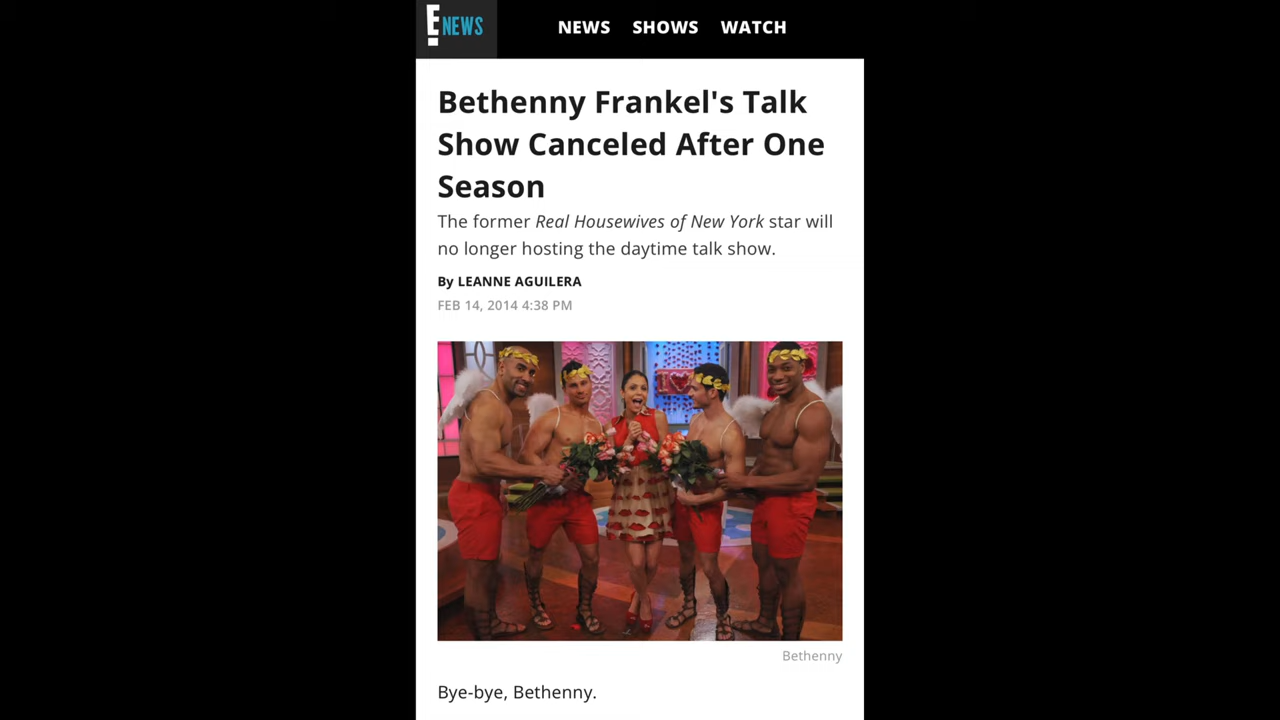 E! NEWS
NEWS SHOWS WATCH
Bethenny Frankel's Talk
Show Canceled After One
Season
The former Real Housewives of New York star will
no longer hosting the daytime talk show.
By LEANNE AGUILERA
FEB 14, 2014 4:38 PM
Bethenny
Bye-bye, Bethenny.